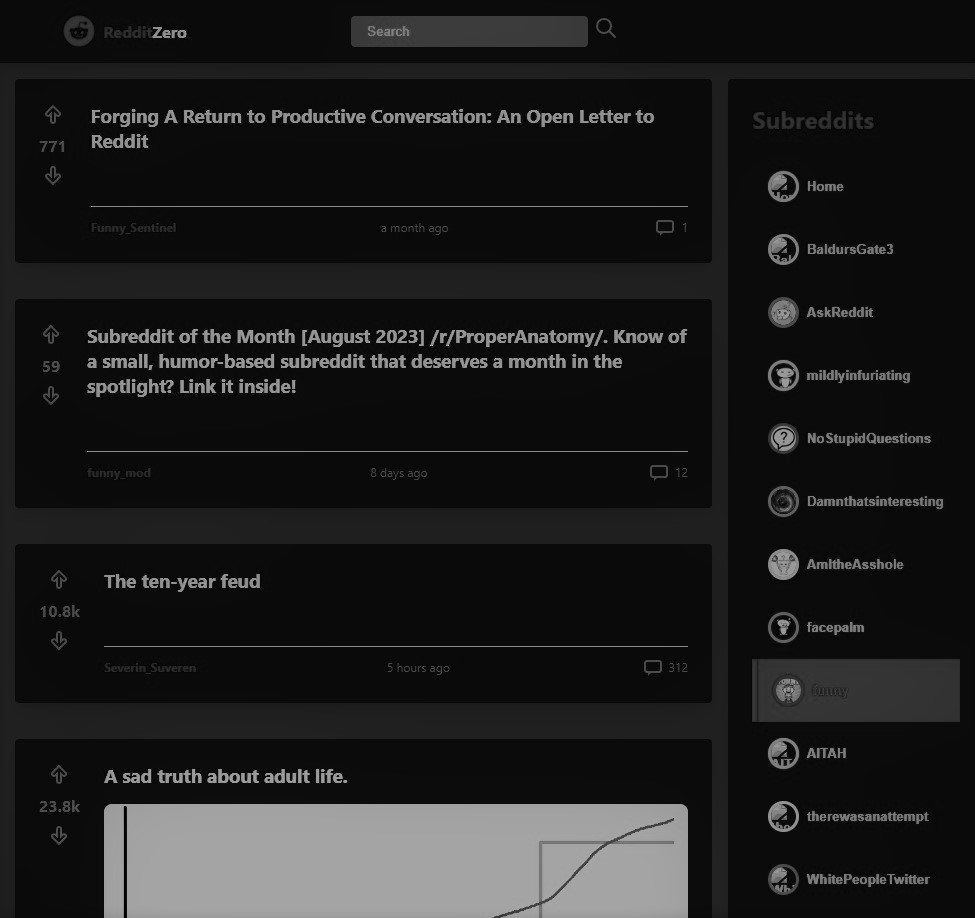 RedditZero
Search
Forging A Return to Productive Conversation: An Open Letter to
Reddit
771
Funny_Sentinel
a month ago
1
Subreddit of the Month [August 2023] /r/ProperAnatomy/. Know of
a small, humor-based subreddit that deserves a month in the
spotlight? Link it inside!
59
funny_mod
8 days ago
12
The ten-year feud
10.8k
Severin_Suveren
5 hours ago
312
A sad truth about adult life.
23.8k
Subreddits
Home
BaldursGate3
AskReddit
mildlyinfuriating
NoStupidQuestions
Damnthatsinteresting
AmItheAsshole
facepalm
funny
AITAH
therewasanattempt
WhitePeopleTwitter